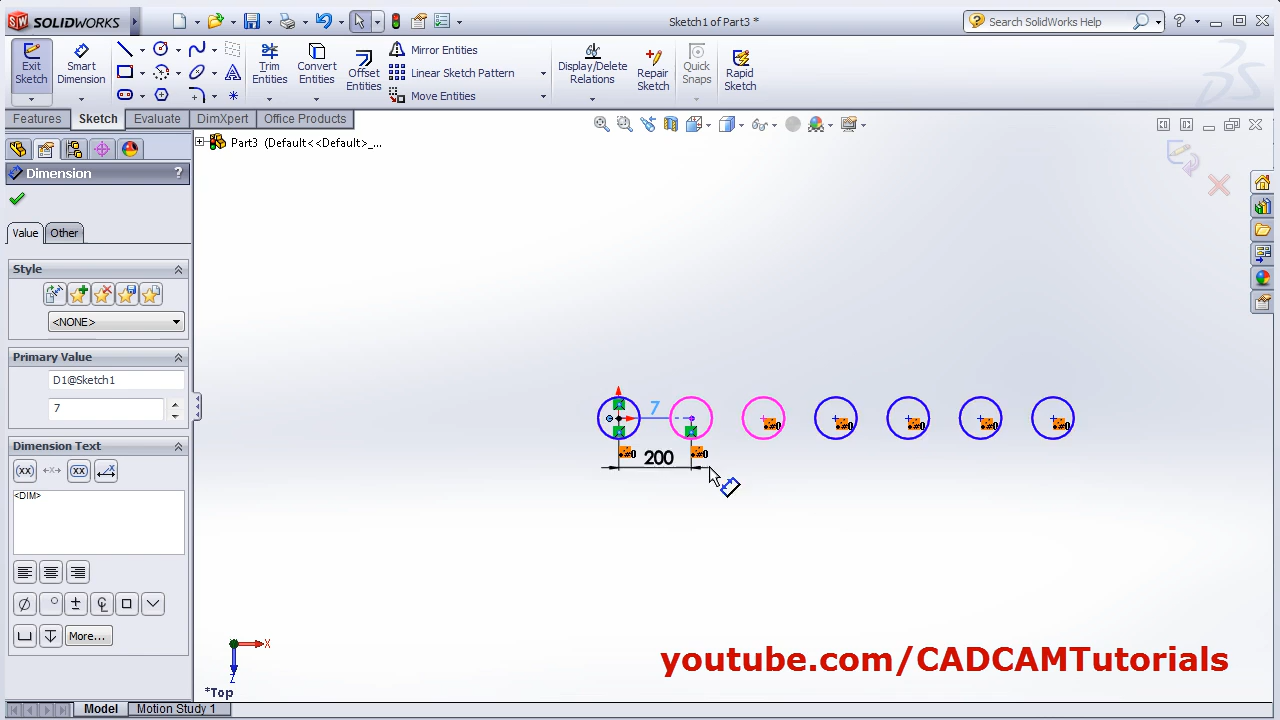 SOLIDWORKS
Sketch1 of Part3 *
Search SolidWorks Help
Exit Sketch
Smart Dimension
Trim Entities
Convert Entities
Offset Entities
Mirror Entities
Linear Sketch Pattern
Move Entities
Display/Delete Relations
Repair Sketch
Quick Snaps
Rapid Sketch
Features
Sketch
Evaluate
DimXpert
Office Products
Part3 (Default<<Default>_...
Dimension
?
Value
Other
Style
<NONE>
Primary Value
D1@Sketch1
7
Dimension Text
<DIM>
More...
7
200
X
Z
*Top
youtube.com/CADCAMTutorials
Model
Motion Study 1